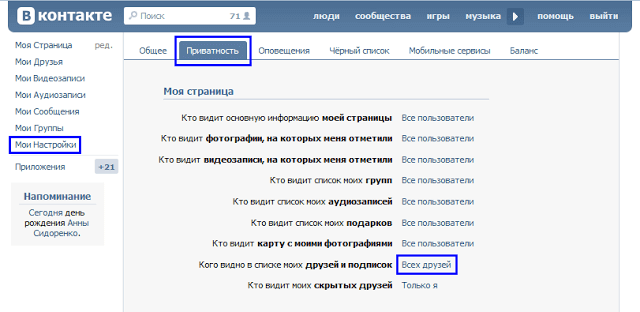 В контакте Поиск 71 люди сообщества игры музыка помощь выйти
Моя Страница ред.
Мои Друзья
Мои Видеозаписи
Мои Аудиозаписи
Мои Сообщения
Мои Группы
Мои Настройки
Приложения +21
Напоминание
Сегодня день
рождения Анны
Сидоренко.
Общее Приватность Оповещения Чёрный список Мобильные сервисы Баланс
Моя страница
Кто видит основную информацию моей страницы Все пользователи
Кто видит фотографии, на которых меня отметили Все пользователи
Кто видит видеозаписи, на которых меня отметили Все пользователи
Кто видит список моих групп Все пользователи
Кто видит список моих аудиозаписей Все пользователи
Кто видит список моих подарков Все пользователи
Кто видит карту с моими фотографиями Все пользователи
Кого видно в списке моих друзей и подписок Всех друзей
Кто видит моих скрытых друзей Только я